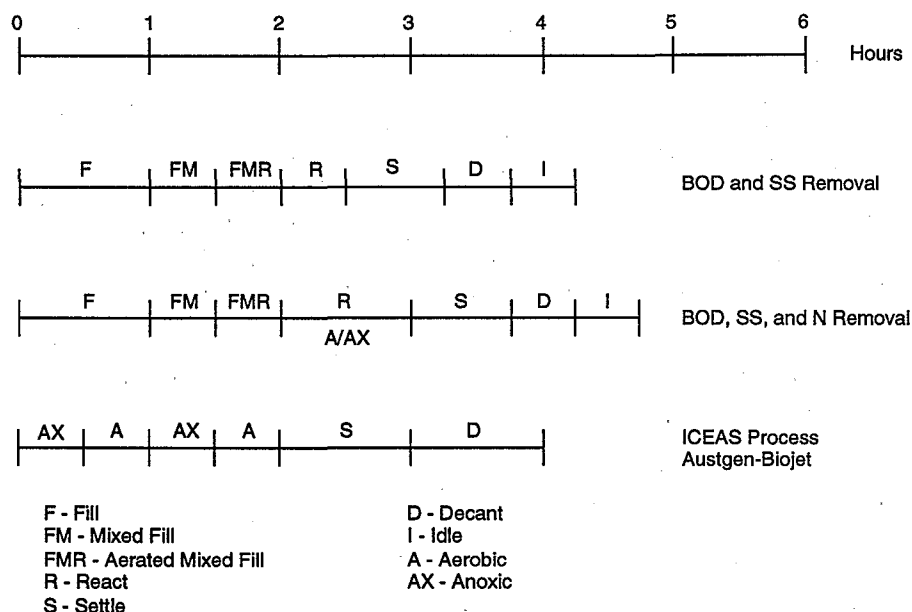 0 1 2 3 4 5 6
Hours
F FM FMR R S D I
BOD and SS Removal
F FM FMR R S D I
A/AX
BOD, SS, and N Removal
AX A AX A S D
ICEAS Process
Austgen-Biojet
F - Fill
FM - Mixed Fill
FMR - Aerated Mixed Fill
R - React
S - Settle
D - Decant
I - Idle
A - Aerobic
AX - Anoxic